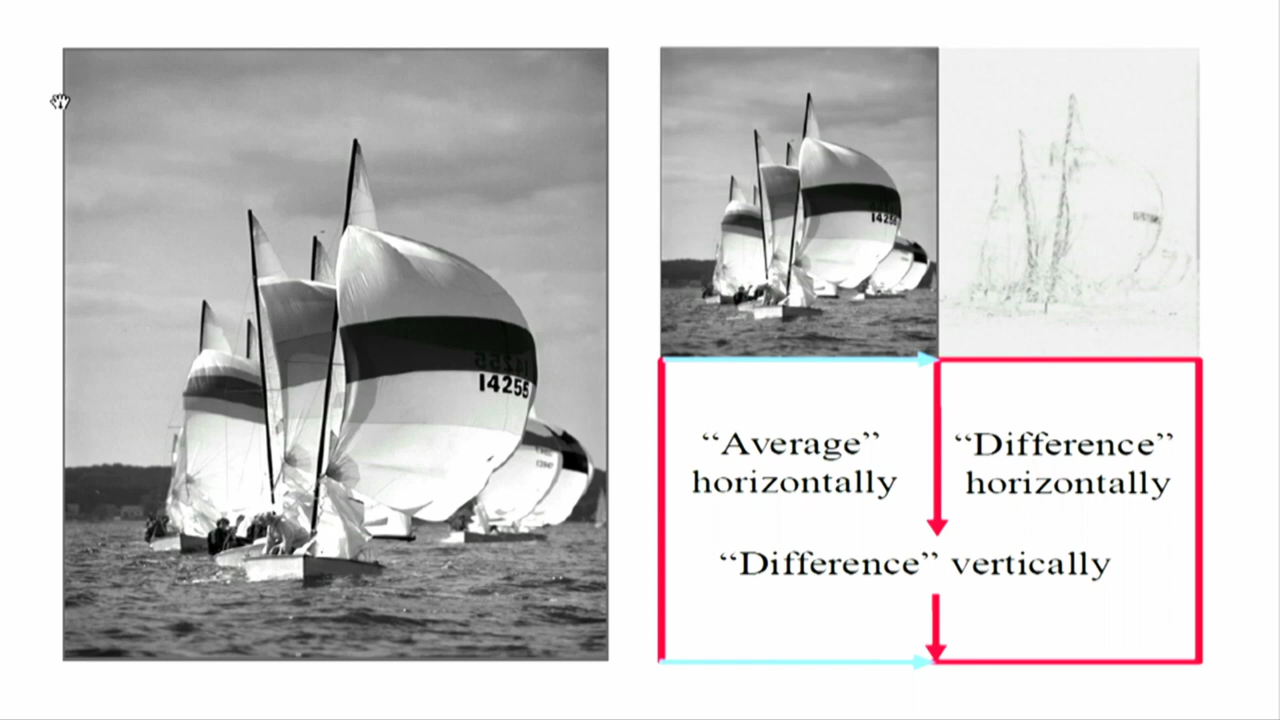 14255
14255
“Average”
horizontally
“Difference”
horizontally
“Difference” vertically